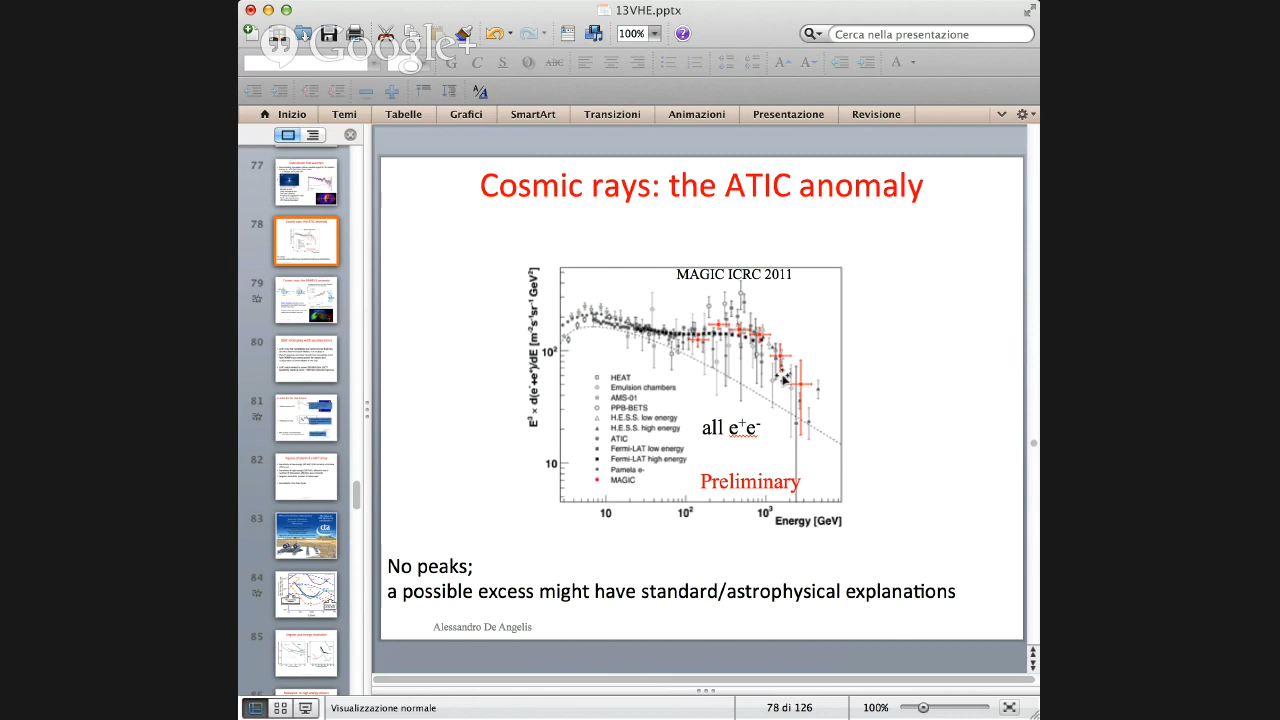 13VHE.pptx
Google+
100%
Cerca nella presentazione
Inizio Temi Tabelle Grafici SmartArt Transizioni Animazioni Presentazione Revisione
77
78
79
80
81
82
83
84
85
Cosmic rays: the ATIC anomaly
MAGIC ICRC 2011
E³ × d(e⁻+e⁺)/dE [m⁻²s⁻¹sr⁻¹ GeV²]
10²
10
HEAT
Emulsion chambers
AMS-01
PPB-BETS
H.E.S.S. low energy
H.E.S.S. high energy
ATIC
Fermi-LAT low energy
Fermi-LAT high energy
Pamela e-
MAGIC
all e⁺e⁻
Preliminary
10 10² 10³
Energy [GeV]
No peaks;
a possible excess might have standard/astrophysical explanations
Alessandro De Angelis
Visualizzazione normale
78 di 126
100%